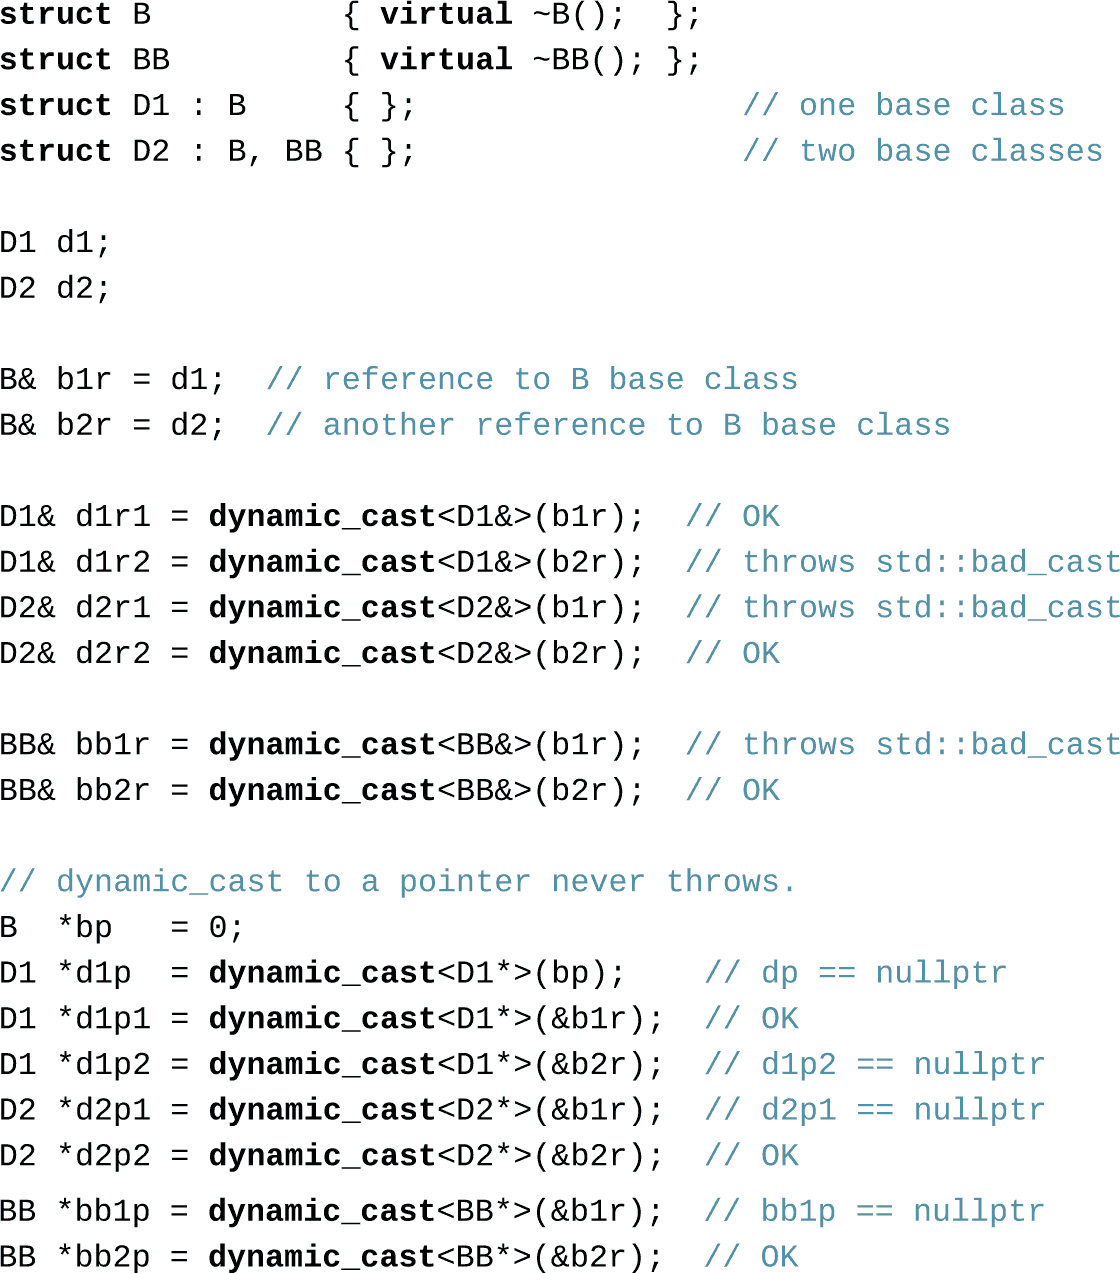 struct B          { virtual ~B();  };
struct BB         { virtual ~BB(); };
struct D1 : B     { };                 // one base class
struct D2 : B, BB { };                 // two base classes

D1 d1;
D2 d2;

B& b1r = d1;  // reference to B base class
B& b2r = d2;  // another reference to B base class

D1& d1r1 = dynamic_cast<D1&>(b1r);  // OK
D1& d1r2 = dynamic_cast<D1&>(b2r);  // throws std::bad_cast
D2& d2r1 = dynamic_cast<D2&>(b1r);  // throws std::bad_cast
D2& d2r2 = dynamic_cast<D2&>(b2r);  // OK

BB& bb1r = dynamic_cast<BB&>(b1r);  // throws std::bad_cast
BB& bb2r = dynamic_cast<BB&>(b2r);  // OK

// dynamic_cast to a pointer never throws.
B  *bp   = 0;
D1 *d1p  = dynamic_cast<D1*>(bp);    // dp == nullptr
D1 *d1p1 = dynamic_cast<D1*>(&b1r);  // OK
D1 *d1p2 = dynamic_cast<D1*>(&b2r);  // d1p2 == nullptr
D2 *d2p1 = dynamic_cast<D2*>(&b1r);  // d2p1 == nullptr
D2 *d2p2 = dynamic_cast<D2*>(&b2r);  // OK
BB *bb1p = dynamic_cast<BB*>(&b1r);  // bb1p == nullptr
BB *bb2p = dynamic_cast<BB*>(&b2r);  // OK